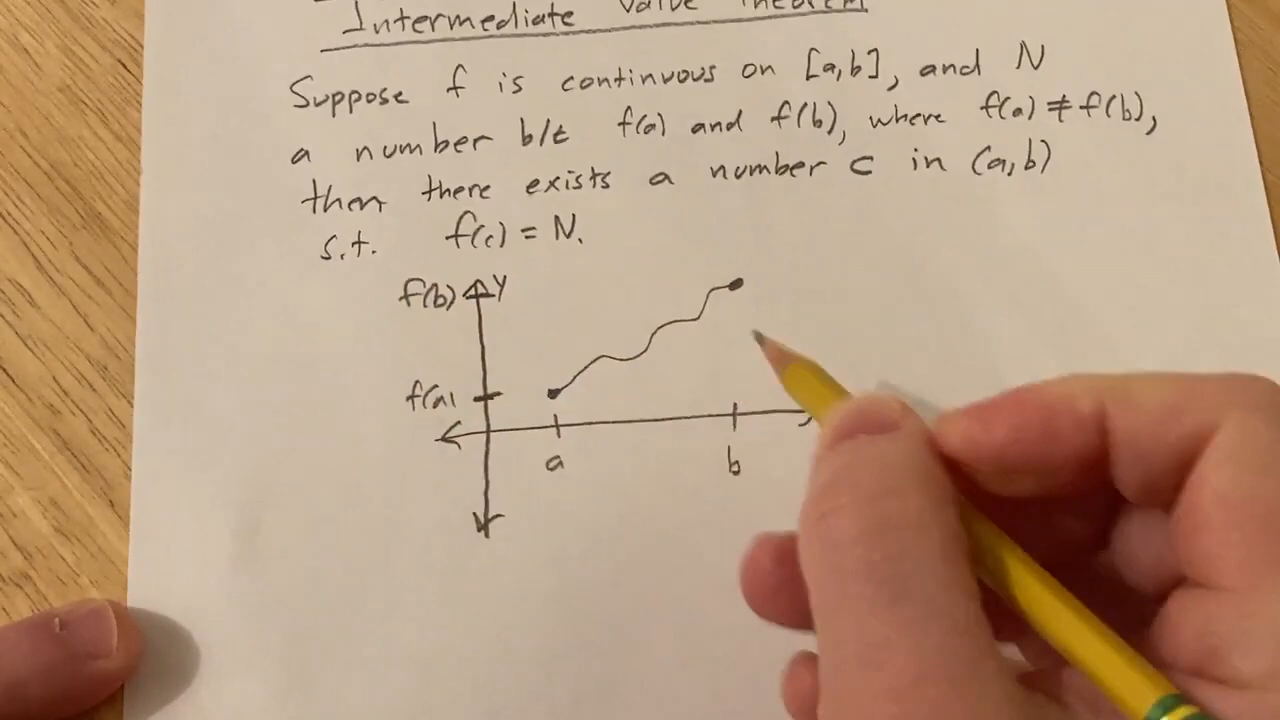 Intermediate Value Theorem
Suppose f is continuous on [a,b], and N
a number b/t f(a) and f(b), where f(a) ≠ f(b),
then there exists a number c in (a,b)
s.t. f(c) = N.
f(b) y
f(a)
a b